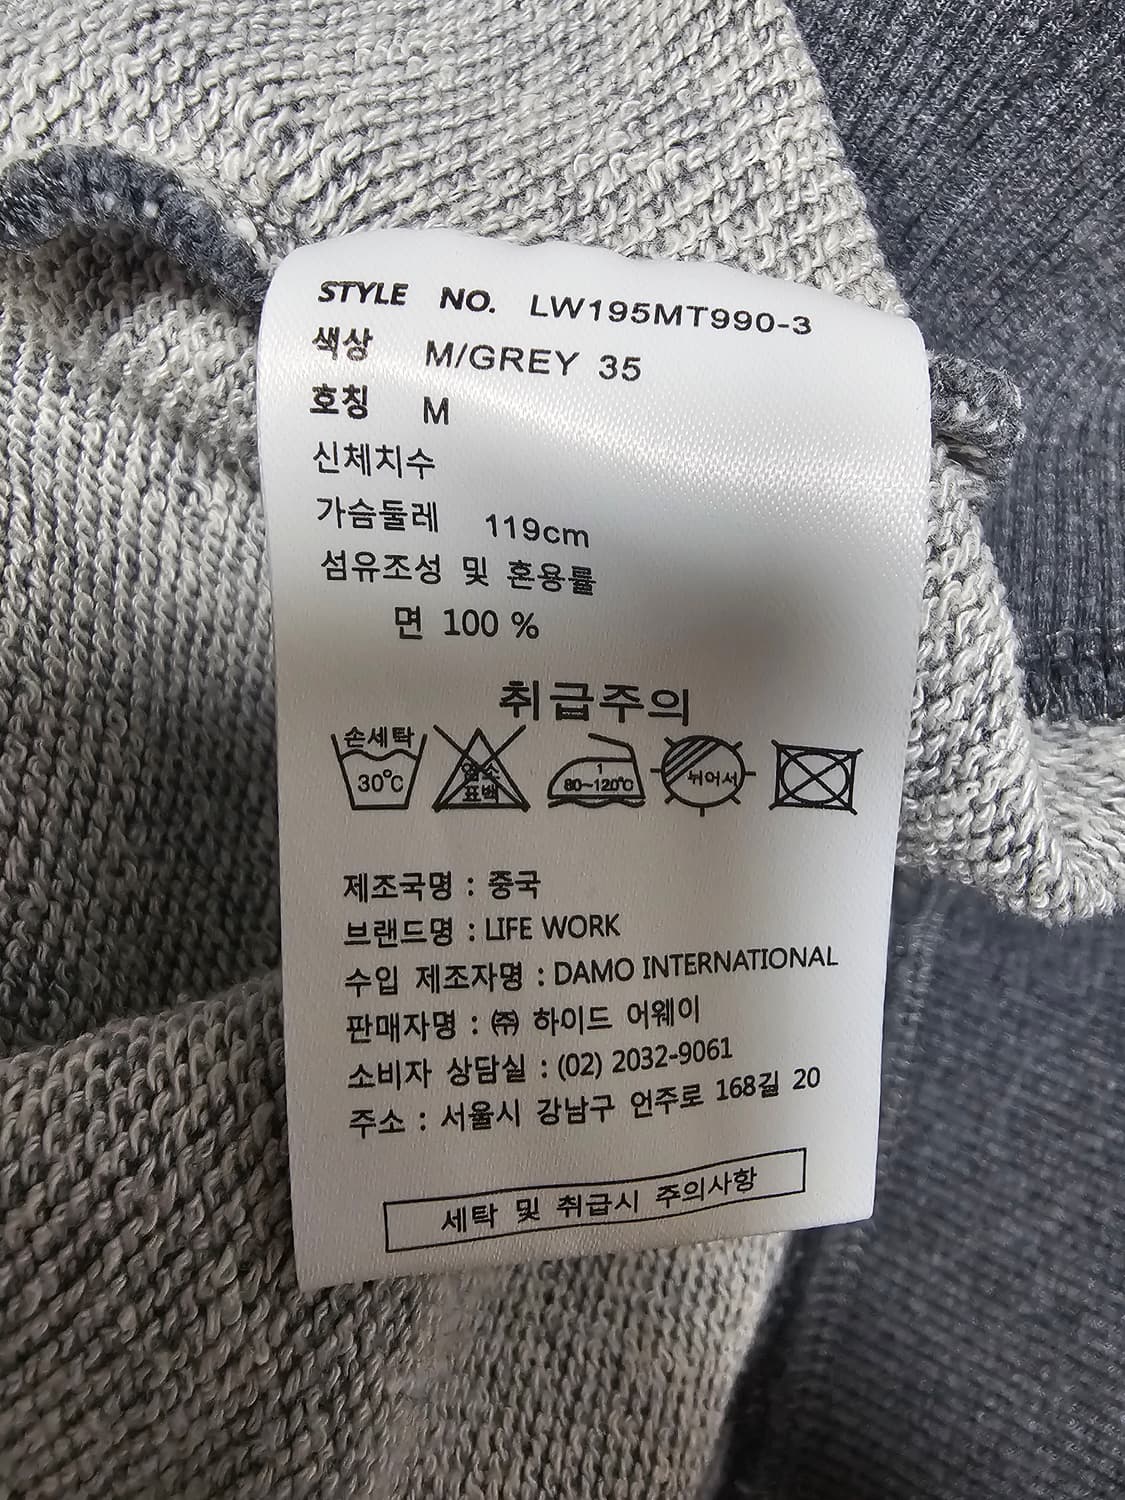 STYLE NO. LW195MT990-3
색상 M/GREY 35
호칭 M
신체치수
가슴둘레 119cm
섬유조성 및 혼용률
면 100 %
취급주의
손세탁
30℃
염소
표백
1
80~120℃
뉘어서
제조국명 : 중국
브랜드명 : LIFE WORK
수입 제조자명 : DAMO INTERNATIONAL
판매자명 : ㈜ 하이드 어웨이
소비자 상담실 : (02) 2032-9061
주소 : 서울시 강남구 언주로 168길 20
세탁 및 취급시 주의사항